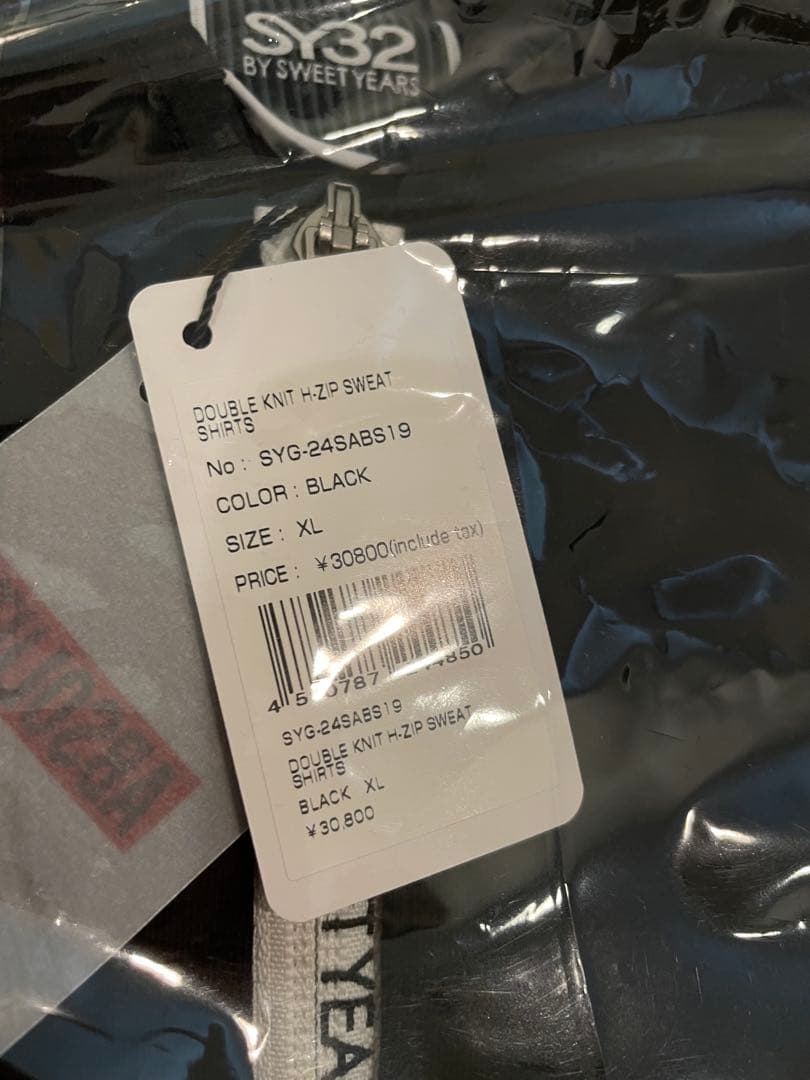 SY32
BY SWEET YEARS
DOUBLE KNIT H-ZIP SWEAT
SHIRTS
No : SYG-24SABS19
COLOR : BLACK
SIZE : XL
PRICE : ¥30800(include tax)
SYG-24SABS19
DOUBLE KNIT H-ZIP SWEAT
SHIRTS
BLACK XL
¥30,800
TYEA